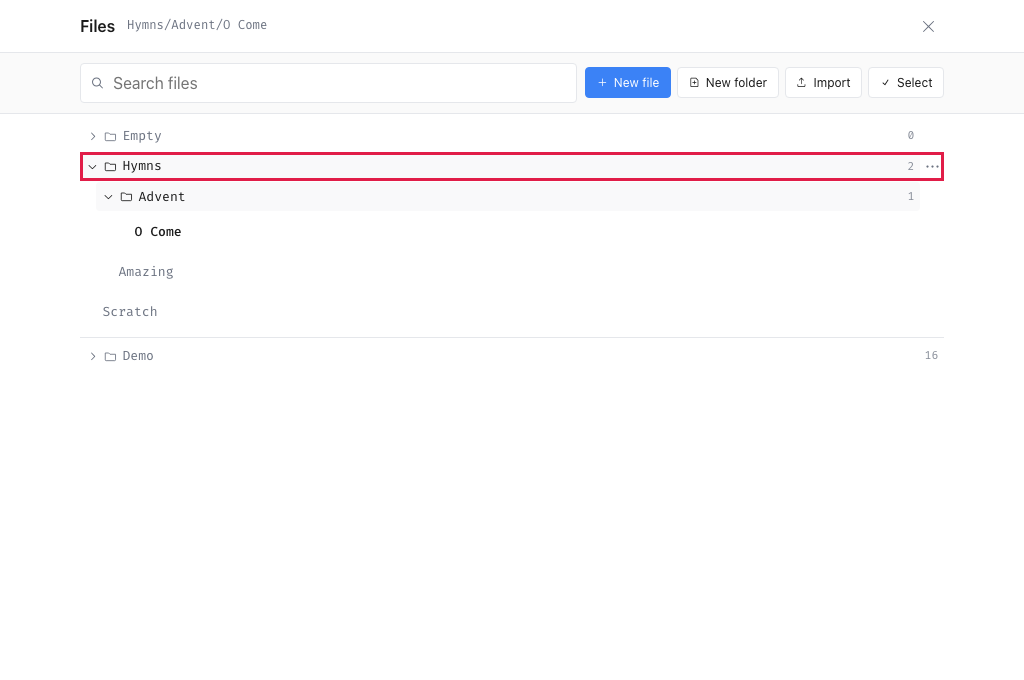 Files Hymns/Advent/O Come
Search files
New file
New folder
Import
Select
Empty 0
Hymns 2
Advent 1
O Come
Amazing
Scratch
Demo 16